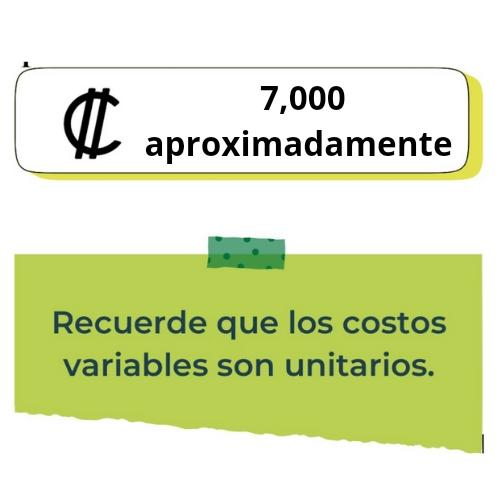 ₡ 7,000
aproximadamente
Recuerde que los costos
variables son unitarios.